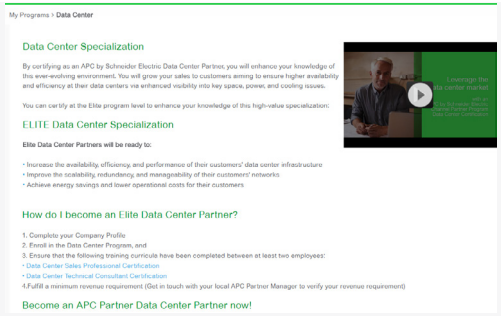 My Programs > Data Center
Data Center Specialization
By certifying as an APC by Schneider Electric Data Center Partner, you will enhance your knowledge of
this ever-evolving environment. You will grow your sales to customers aiming to ensure higher availability
and efficiency at their data centers via enhanced visibility into key space, power, and cooling issues.
You can certify at the Elite program level to enhance your knowledge of this high-value specialization:
ELITE Data Center Specialization
Elite Data Center Partners will be ready to:
• Increase the availability, efficiency, and performance of their customers' data center infrastructure
• Improve the scalability, redundancy, and manageability of their customers' networks
• Achieve energy savings and lower operational costs for their customers
Leverage the
data center market
How do I become an Elite Data Center Partner?
1. Complete your Company Profile
2. Enroll in the Data Center Program, and
3. Ensure that the following training curricula have been completed between at least two employees:
• Data Center Sales Professional Certification
• Data Center Technical Consultant Certification
4.Fulfill a minimum revenue requirement (Get in touch with your local APC Partner Manager to verify your revenue requirement)
Become an APC Partner Data Center Partner now!